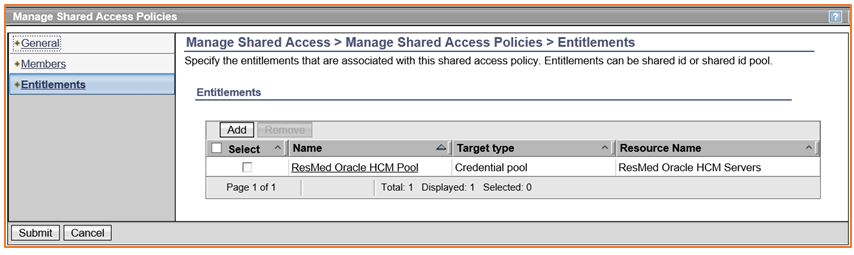 Manage Shared Access Policies
?
General
Members
Entitlements
Manage Shared Access > Manage Shared Access Policies > Entitlements
Specify the entitlements that are associated with this shared access policy. Entitlements can be shared id or shared id pool.
Entitlements
Add Remove
Select Name Target type Resource Name
ResMed Oracle HCM Pool Credential pool ResMed Oracle HCM Servers
Page 1 of 1 Total: 1 Displayed: 1 Selected: 0
Submit Cancel